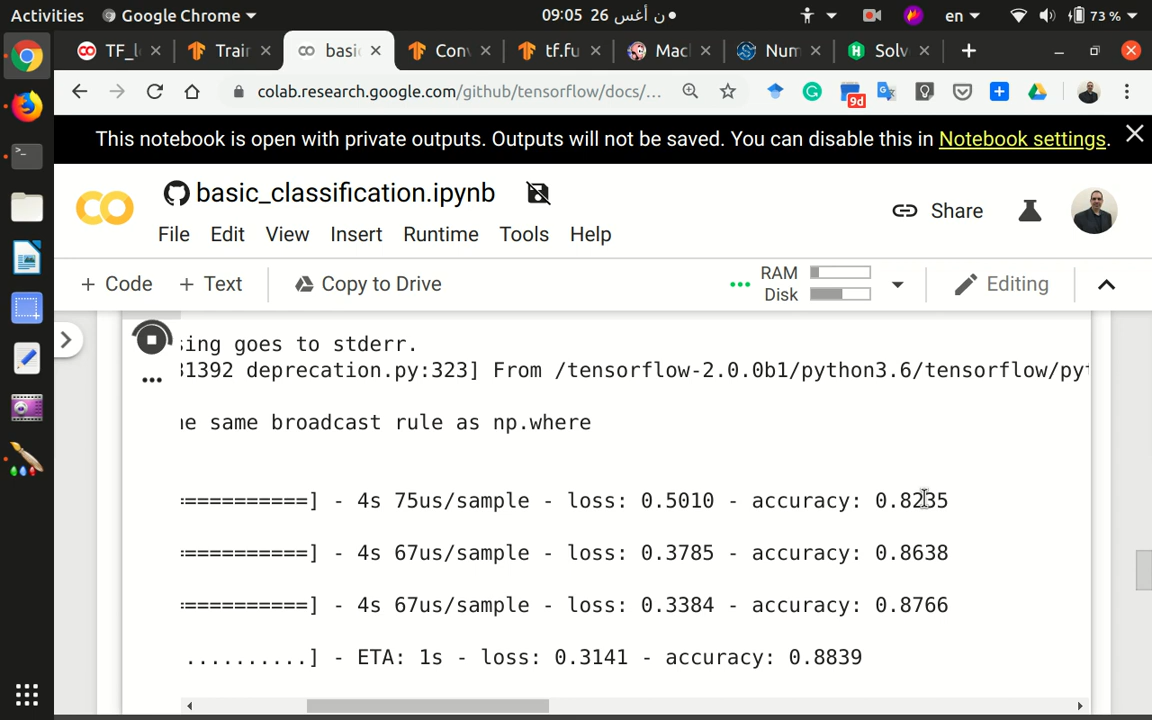 Activities Google Chrome 09:05 26 ن أغس en 73 %
TF_l Trair basi Conv tf.fu Mac Num Solv
colab.research.google.com/github/tensorflow/docs/...
9d
This notebook is open with private outputs. Outputs will not be saved. You can disable this in Notebook settings.
basic_classification.ipynb
Share
File Edit View Insert Runtime Tools Help
+ Code + Text Copy to Drive RAM Disk Editing
sing goes to stderr.
31392 deprecation.py:323] From /tensorflow-2.0.0b1/python3.6/tensorflow/pyt
ne same broadcast rule as np.where
===========] - 4s 75us/sample - loss: 0.5010 - accuracy: 0.8235
===========] - 4s 67us/sample - loss: 0.3785 - accuracy: 0.8638
===========] - 4s 67us/sample - loss: 0.3384 - accuracy: 0.8766
..........] - ETA: 1s - loss: 0.3141 - accuracy: 0.8839